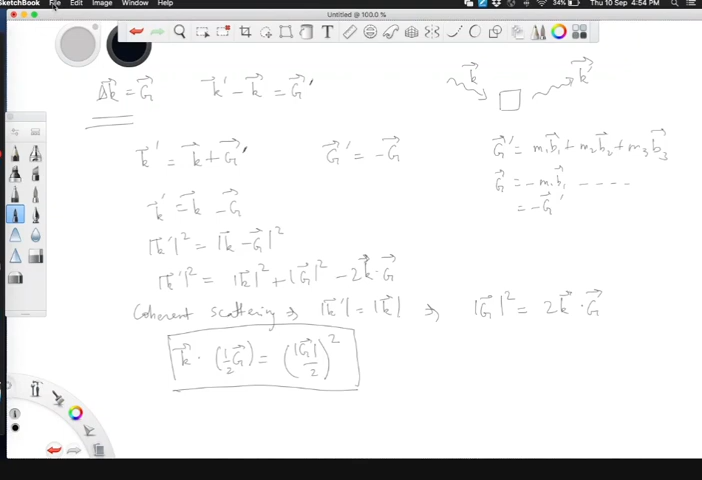 SketchBook File Edit Image Window Help 34% Thu 10 Sep 4:54 PM
Untitled @ 100.0 %
Δk⃗ = G⃗ k⃗' − k⃗ = G⃗' k⃗ k⃗'
k⃗' = k⃗ + G⃗' G⃗' = −G⃗ G⃗' = m₁b⃗₁ + m₂b⃗₂ + m₃b⃗₃
k⃗' = k⃗ − G⃗ G⃗ = −m₁b⃗₁ - - - -
= −G⃗'
|k⃗'|² = |k⃗ − G⃗|²
|k⃗'|² = |k⃗|² + |G⃗|² − 2k⃗·G⃗
Coherent scattering ⇒ |k⃗'| = |k⃗| ⇒ |G⃗|² = 2k⃗·G⃗
k⃗ · (½G⃗) = (|G⃗|/2)²